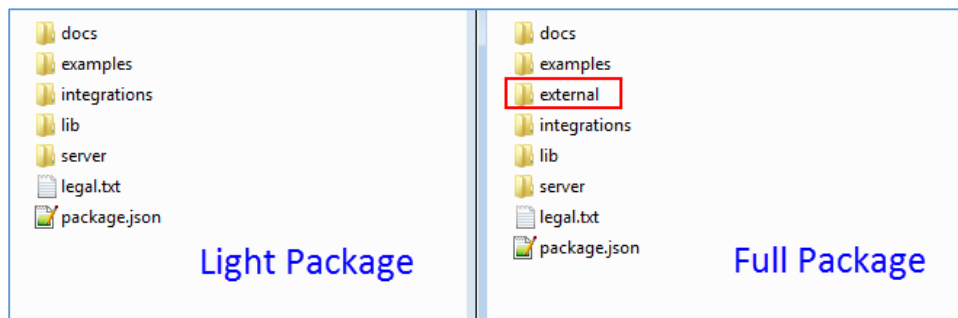 docs
examples
integrations
lib
server
legal.txt
package.json
Light Package
docs
examples
external
integrations
lib
server
legal.txt
package.json
Full Package